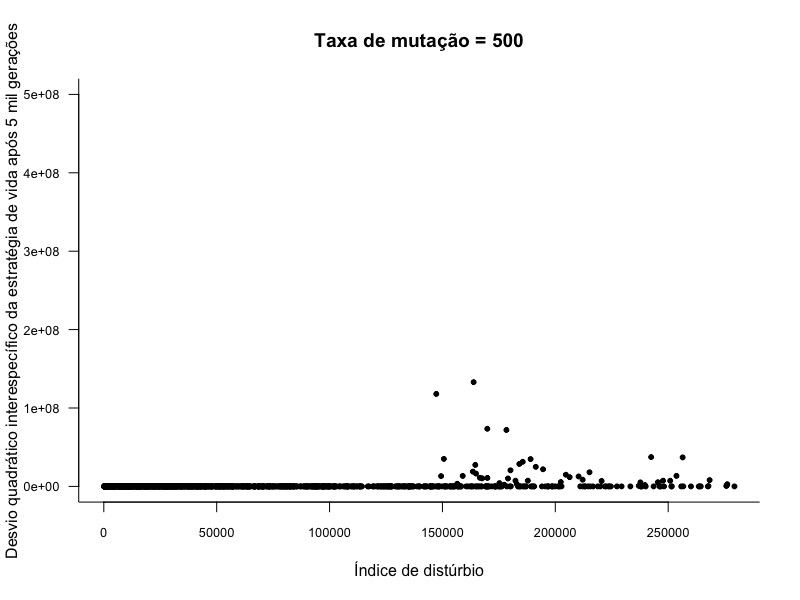 Taxa de mutação = 500
Desvio quadrático interespecífico da estratégia de vida após 5 mil gerações
5e+08
4e+08
3e+08
2e+08
1e+08
0e+00
0 50000 100000 150000 200000 250000
Índice de distúrbio